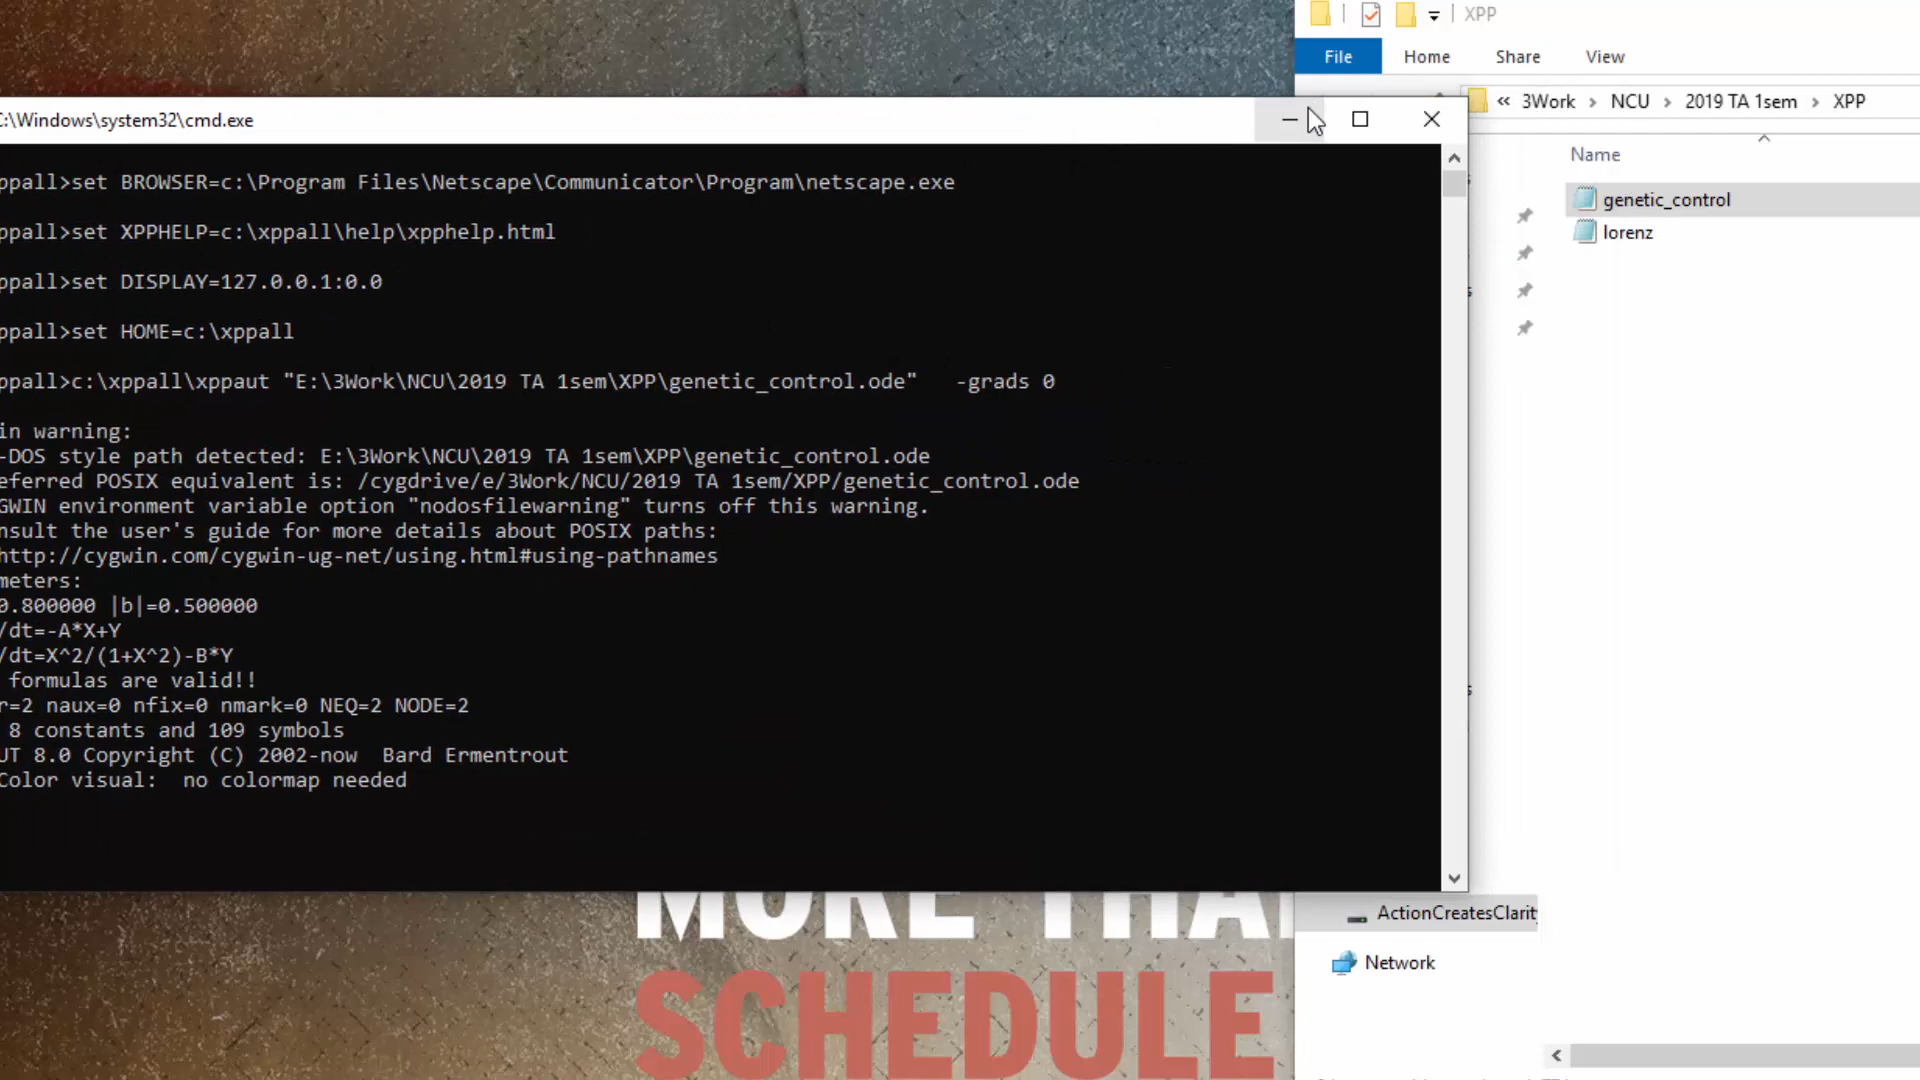 XPP
File Home Share View
« 3Work > NCU > 2019 TA 1sem > XPP
:\Windows\system32\cmd.exe
Name
genetic_control
lorenz
ppall>set BROWSER=c:\Program Files\Netscape\Communicator\Program\netscape.exe
ppall>set XPPHELP=c:\xppall\help\xpphelp.html
ppall>set DISPLAY=127.0.0.1:0.0
ppall>set HOME=c:\xppall
ppall>c:\xppall\xppaut "E:\3Work\NCU\2019 TA 1sem\XPP\genetic_control.ode"   -grads 0
in warning:
-DOS style path detected: E:\3Work\NCU\2019 TA 1sem\XPP\genetic_control.ode
eferred POSIX equivalent is: /cygdrive/e/3Work/NCU/2019 TA 1sem/XPP/genetic_control.ode
GWIN environment variable option "nodosfilewarning" turns off this warning.
nsult the user's guide for more details about POSIX paths:
http://cygwin.com/cygwin-ug-net/using.html#using-pathnames
meters:
0.800000 |b|=0.500000
/dt=-A*X+Y
/dt=X^2/(1+X^2)-B*Y
formulas are valid!!
r=2 naux=0 nfix=0 nmark=0 NEQ=2 NODE=2
8 constants and 109 symbols
UT 8.0 Copyright (C) 2002-now  Bard Ermentrout
Color visual:  no colormap needed
MORE THAN
SCHEDULE
ActionCreatesClarity
Network